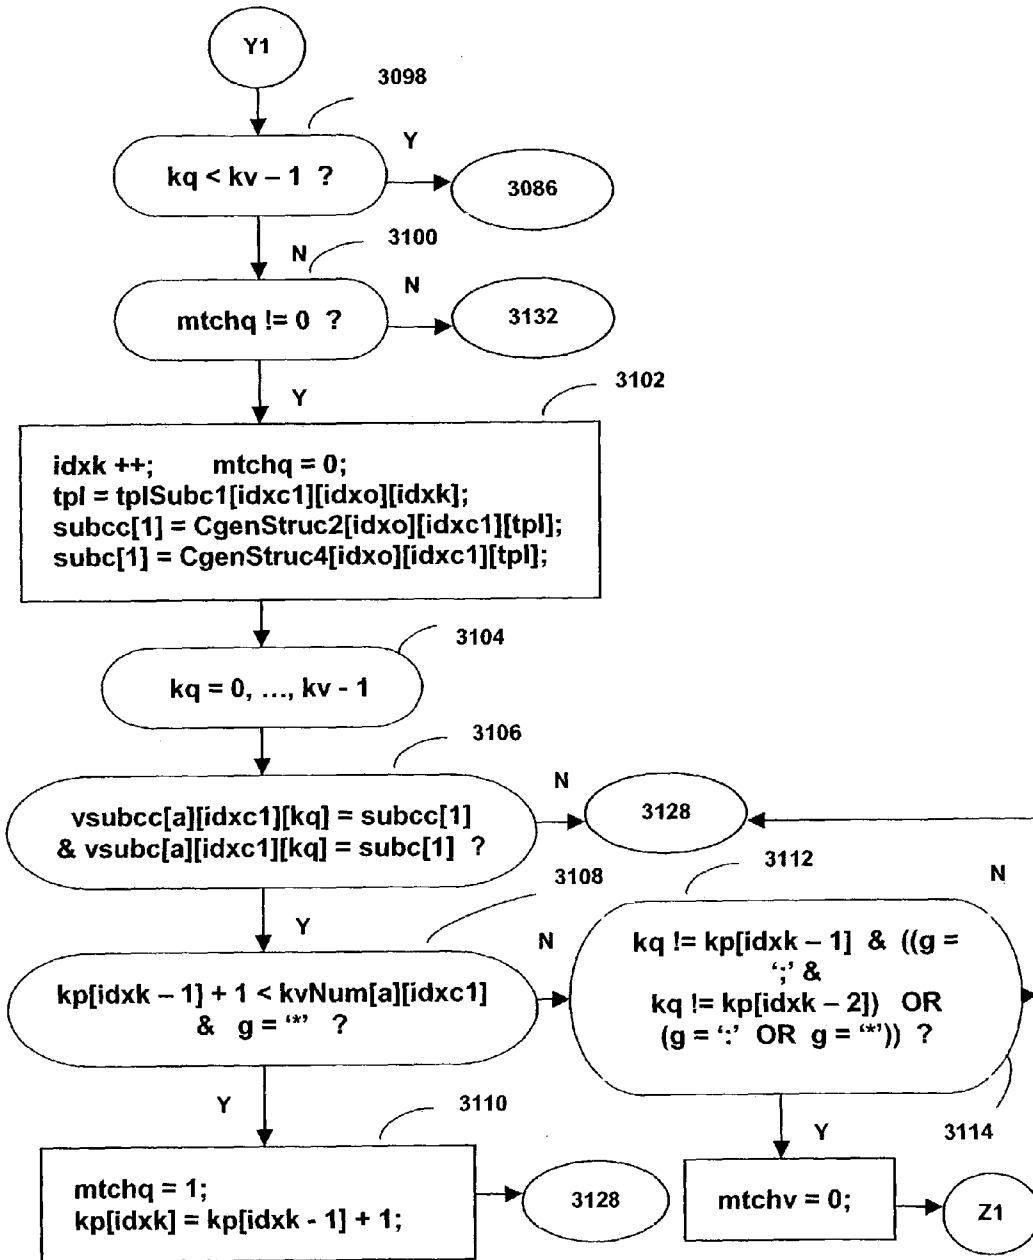 Y1
3098
Y
kq < kv – 1 ?
3086
N
3100
N
mtchq != 0 ?
3132
Y
3102
idxk ++; mtchq = 0;
tpl = tplSubc1[idxc1][idxo][idxk];
subcc[1] = CgenStruc2[idxo][idxc1][tpl];
subc[1] = CgenStruc4[idxo][idxc1][tpl];
3104
kq = 0, …, kv - 1
3106
N
vsubcc[a][idxc1][kq] = subcc[1]
& vsubc[a][idxc1][kq] = subc[1] ?
3128
3112
N
3108
Y
N
kp[idxk – 1] + 1 < kvNum[a][idxc1]
& g = ‘*’ ?
kq != kp[idxk – 1] & ((g =
‘;’ &
kq != kp[idxk – 2]) OR
(g = ‘:’ OR g = ‘*’)) ?
Y
3110
Y
3114
mtchq = 1;
kp[idxk] = kp[idxk - 1] + 1;
3128
mtchv = 0;
Z1